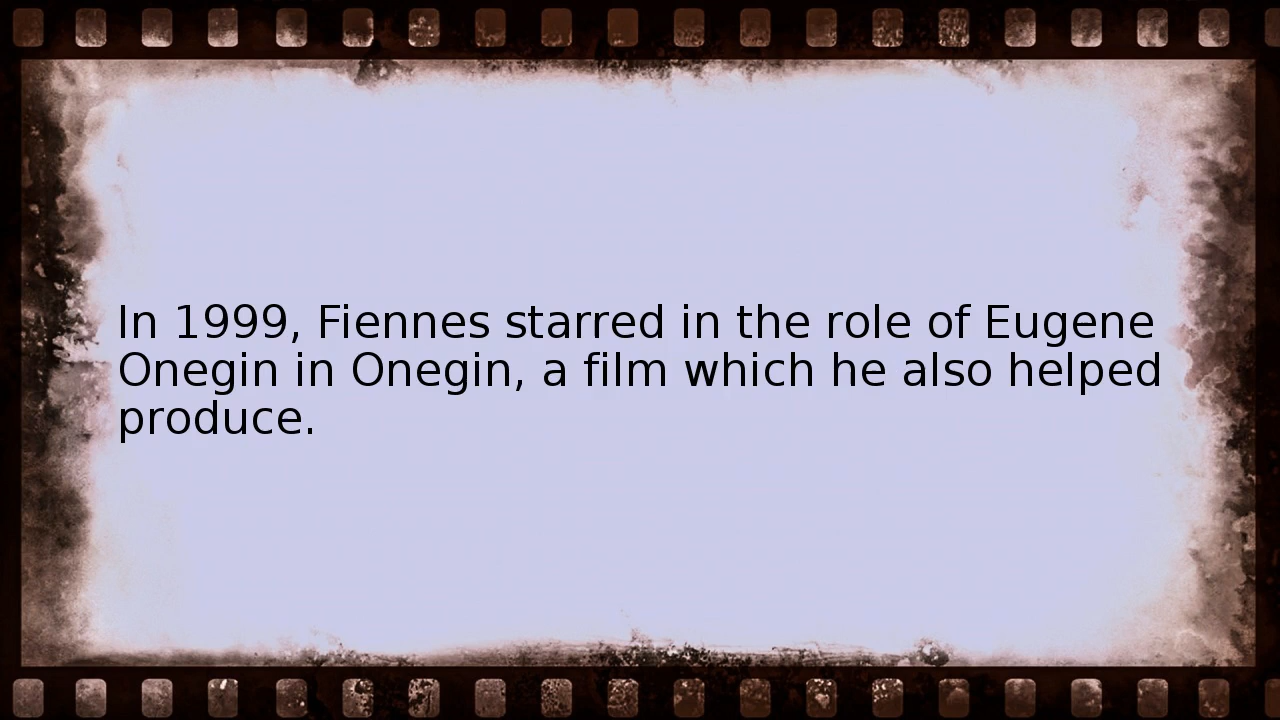 In 1999, Fiennes starred in the role of Eugene
Onegin in Onegin, a film which he also helped
produce.